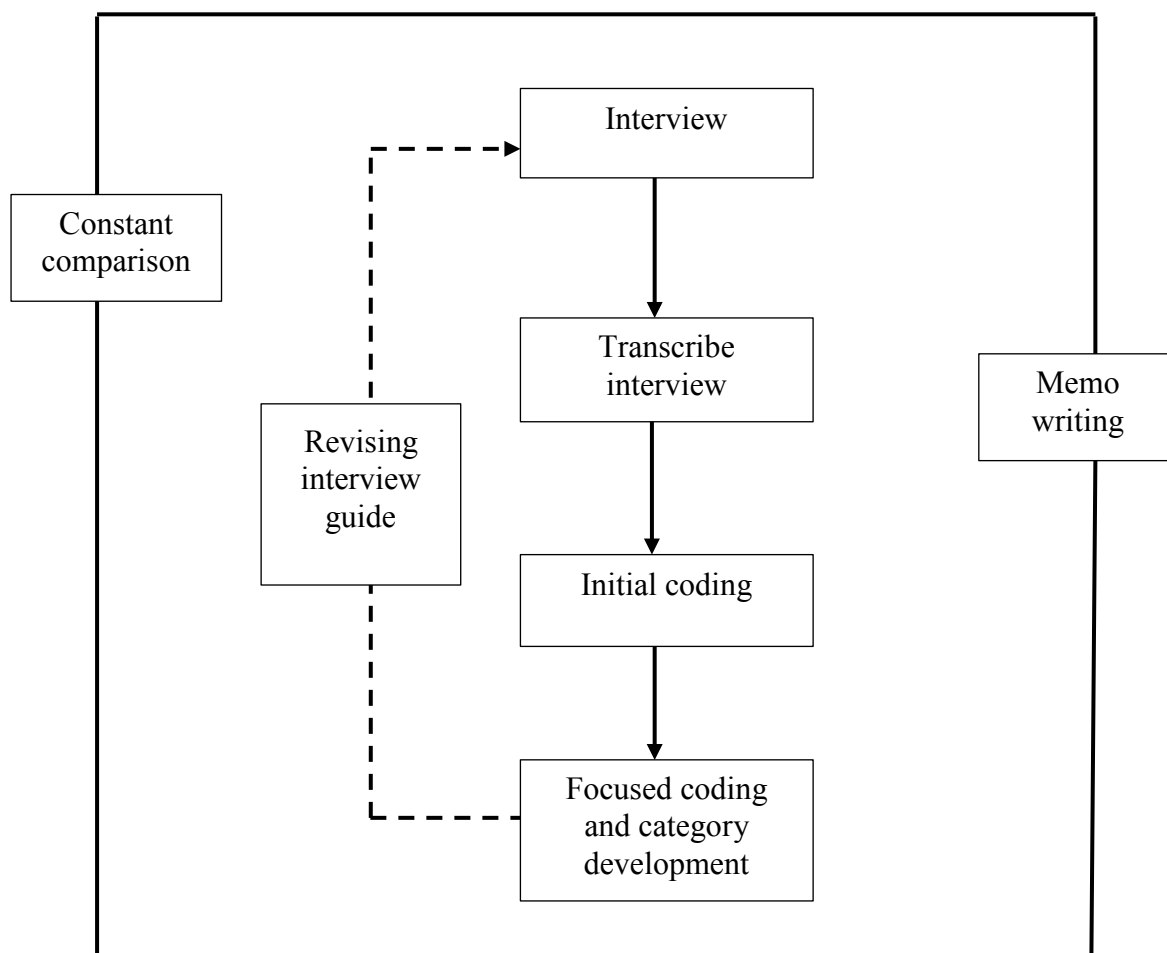 Interview
Constant
comparison
Transcribe
interview
Memo
writing
Revising
interview
guide
Initial coding
Focused coding
and category
development